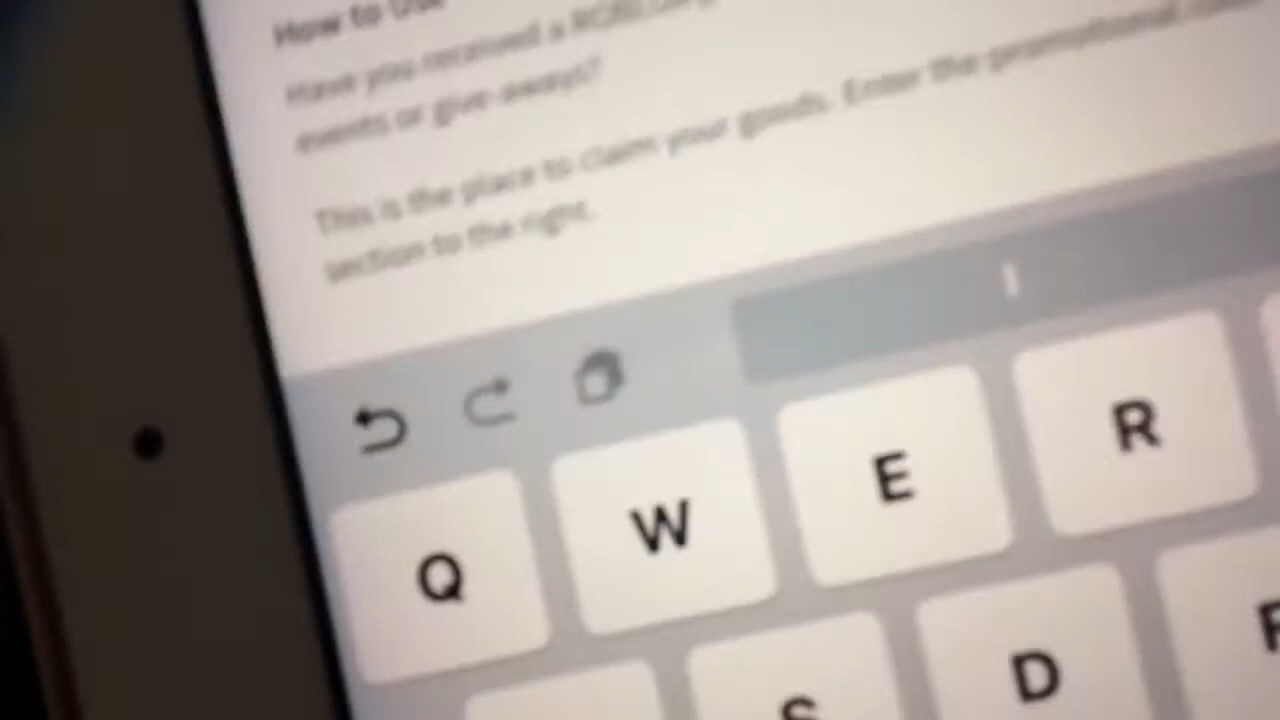 How to Use
Have you received a ROBLOX
events or give-aways?
This is the place to claim your goods. Enter the promotional code
section to the right.
I
Q W E R
S D F